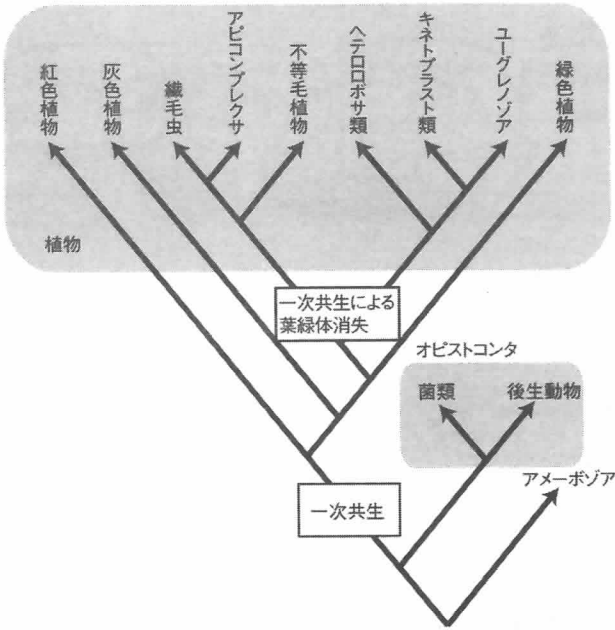 紅色植物
灰色植物
繊毛虫
アピコンプレクサ
不等毛植物
ヘテロロボサ類
キネトプラスト類
ユーグレノゾア
緑色植物
植物
一次共生による
葉緑体消失
オピストコンタ
菌類
後生動物
アメーボゾア
一次共生